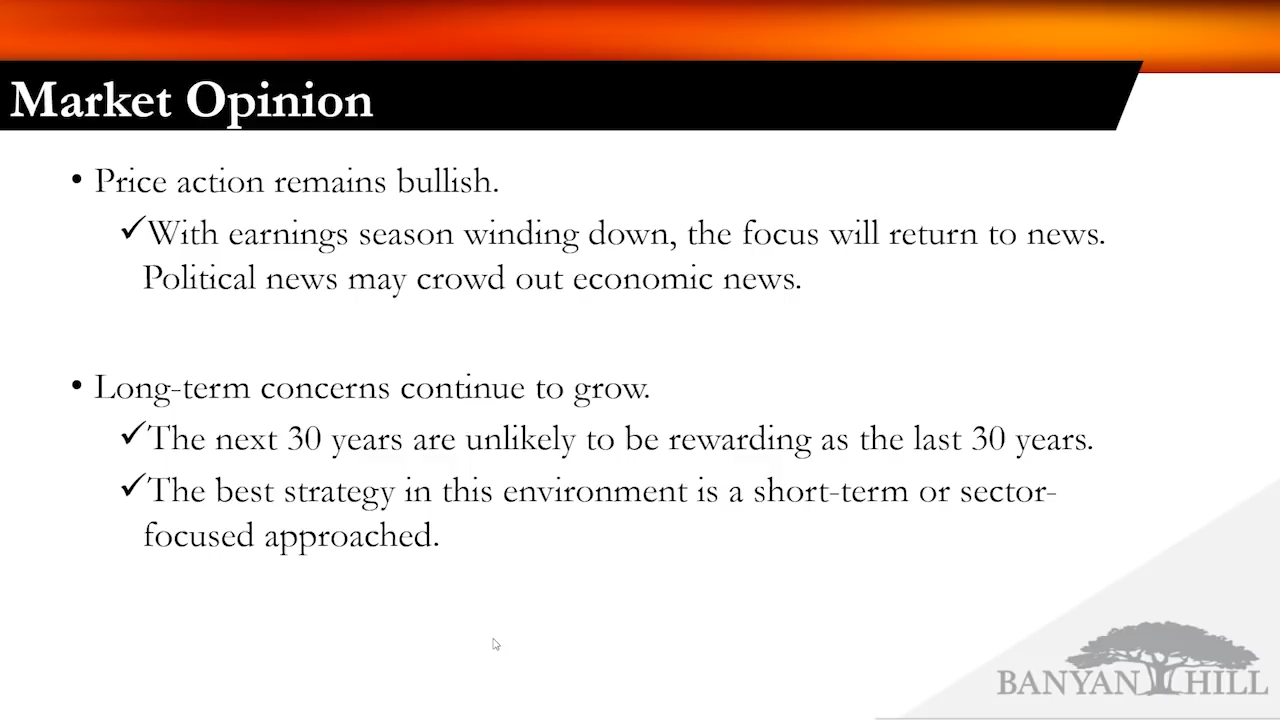 Market Opinion
• Price action remains bullish.
✓With earnings season winding down, the focus will return to news.
Political news may crowd out economic news.
• Long-term concerns continue to grow.
✓The next 30 years are unlikely to be rewarding as the last 30 years.
✓The best strategy in this environment is a short-term or sector-
focused approached.
BANYAN HILL